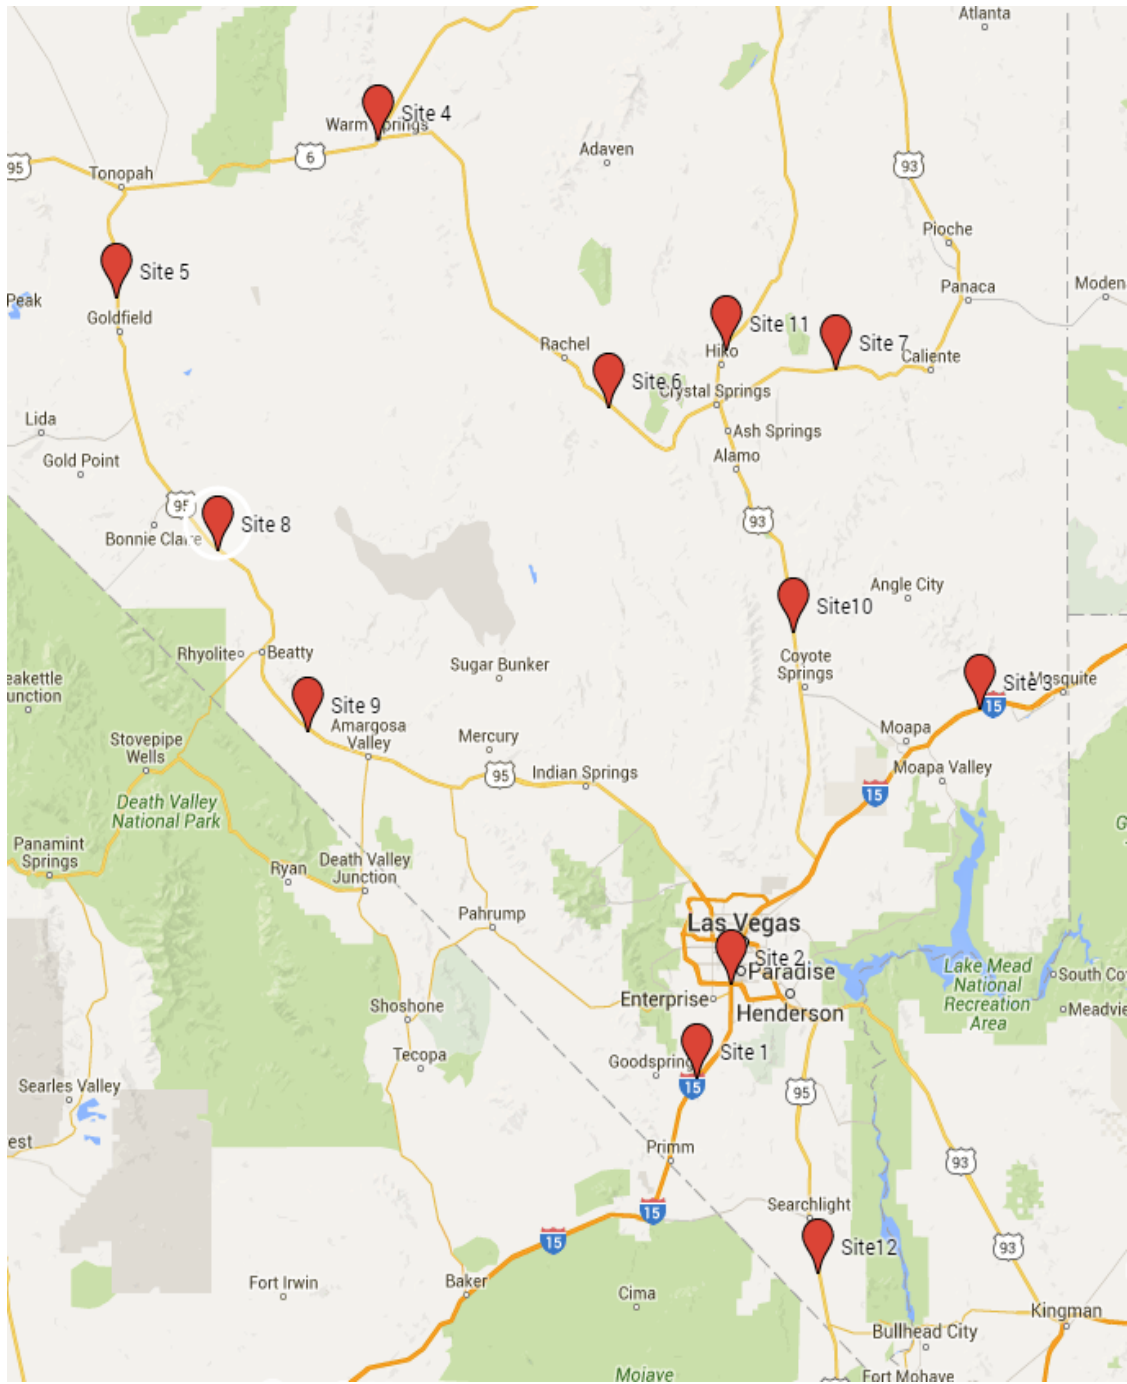 Atlanta
Site 4
Warm Springs
6
Adaven
95
Tonopah
93
Pioche
Site 5
Peak
Panaca
Moden
Goldfield
Site 11
Rachel
Hiko
Site 7
Caliente
Site 6
Crystal Springs
Lida
Ash Springs
Gold Point
Alamo
95
Site 8
93
Bonnie Claire
Angle City
Site10
Rhyolite
Beatty
Sugar Bunker
Coyote
Springs
eakettle
unction
Site 3
Mesquite
15
Site 9
Amargosa
Valley
Mercury
Moapa
Stovepipe
Wells
95
Indian Springs
Moapa Valley
15
Death Valley
National Park
G
Panamint
Springs
Ryan
Death Valley
Junction
Pahrump
Las Vegas
Site 2
Paradise
Lake Mead
National
Recreation
Area
South Co
Enterprise
Henderson
Meadvie
Shoshone
Tecopa
Site 1
Goodspring
15
Searles Valley
95
est
Primm
93
Searchlight
15
15
Site12
93
Fort Irwin
Baker
Cima
Kingman
Bullhead City
Mojave
95
Fort Mohave